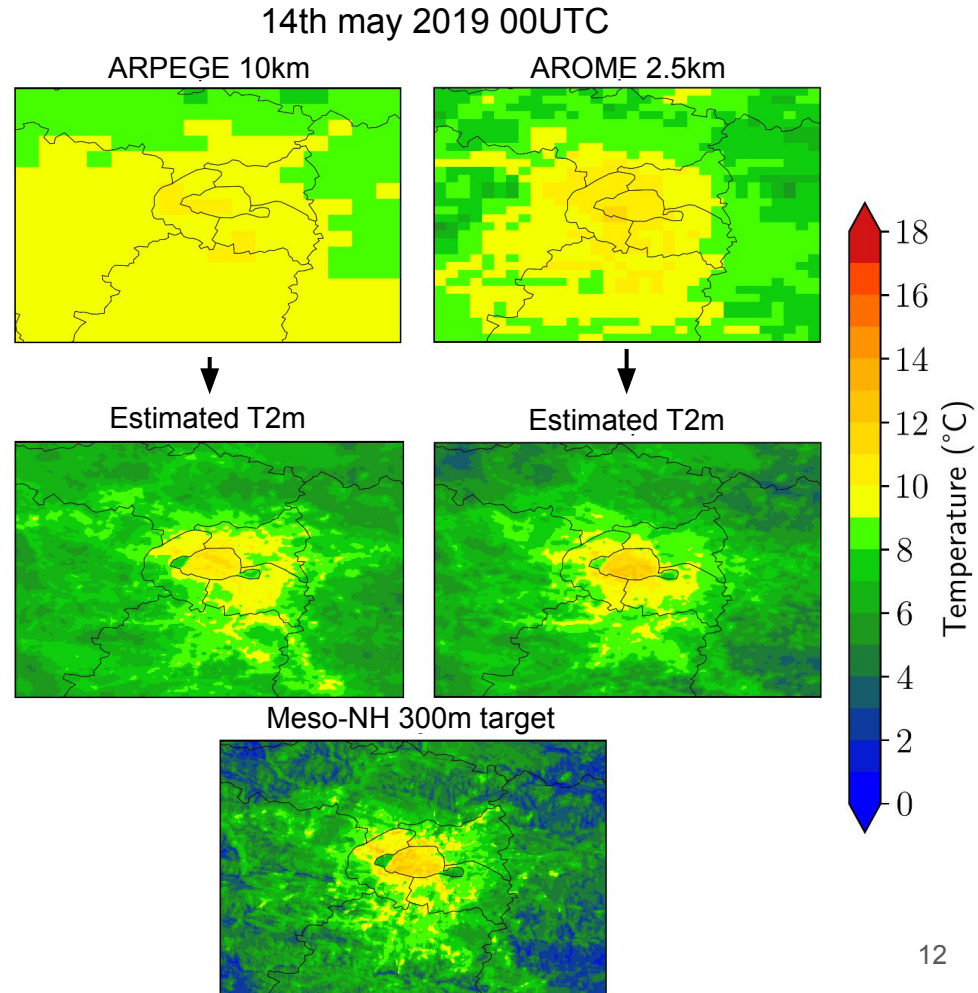 14th may 2019 00UTC
ARPEGE 10km
AROME 2.5km
Estimated T2m
Estimated T2m
Meso-NH 300m target
18
16
14
12
10
8
6
4
2
0
Temperature (°C)
12